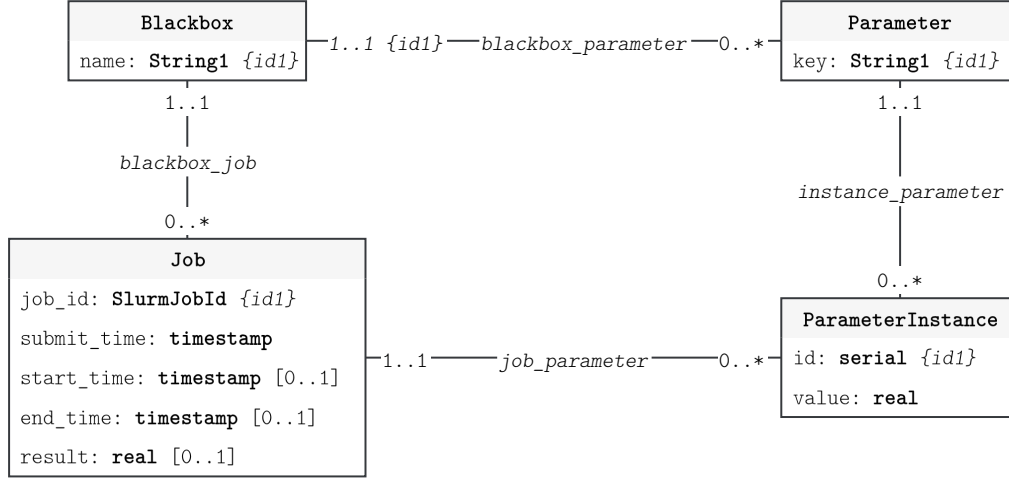 Blackbox
name: String1 {id1}
1..1 {id1}
blackbox_parameter
0..*
Parameter
key: String1 {id1}
1..1
blackbox_job
0..*
1..1
instance_parameter
0..*
Job
job_id: SlurmJobId {id1}
submit_time: timestamp
start_time: timestamp [0..1]
end_time: timestamp [0..1]
result: real [0..1]
1..1
job_parameter
0..*
ParameterInstance
id: serial {id1}
value: real